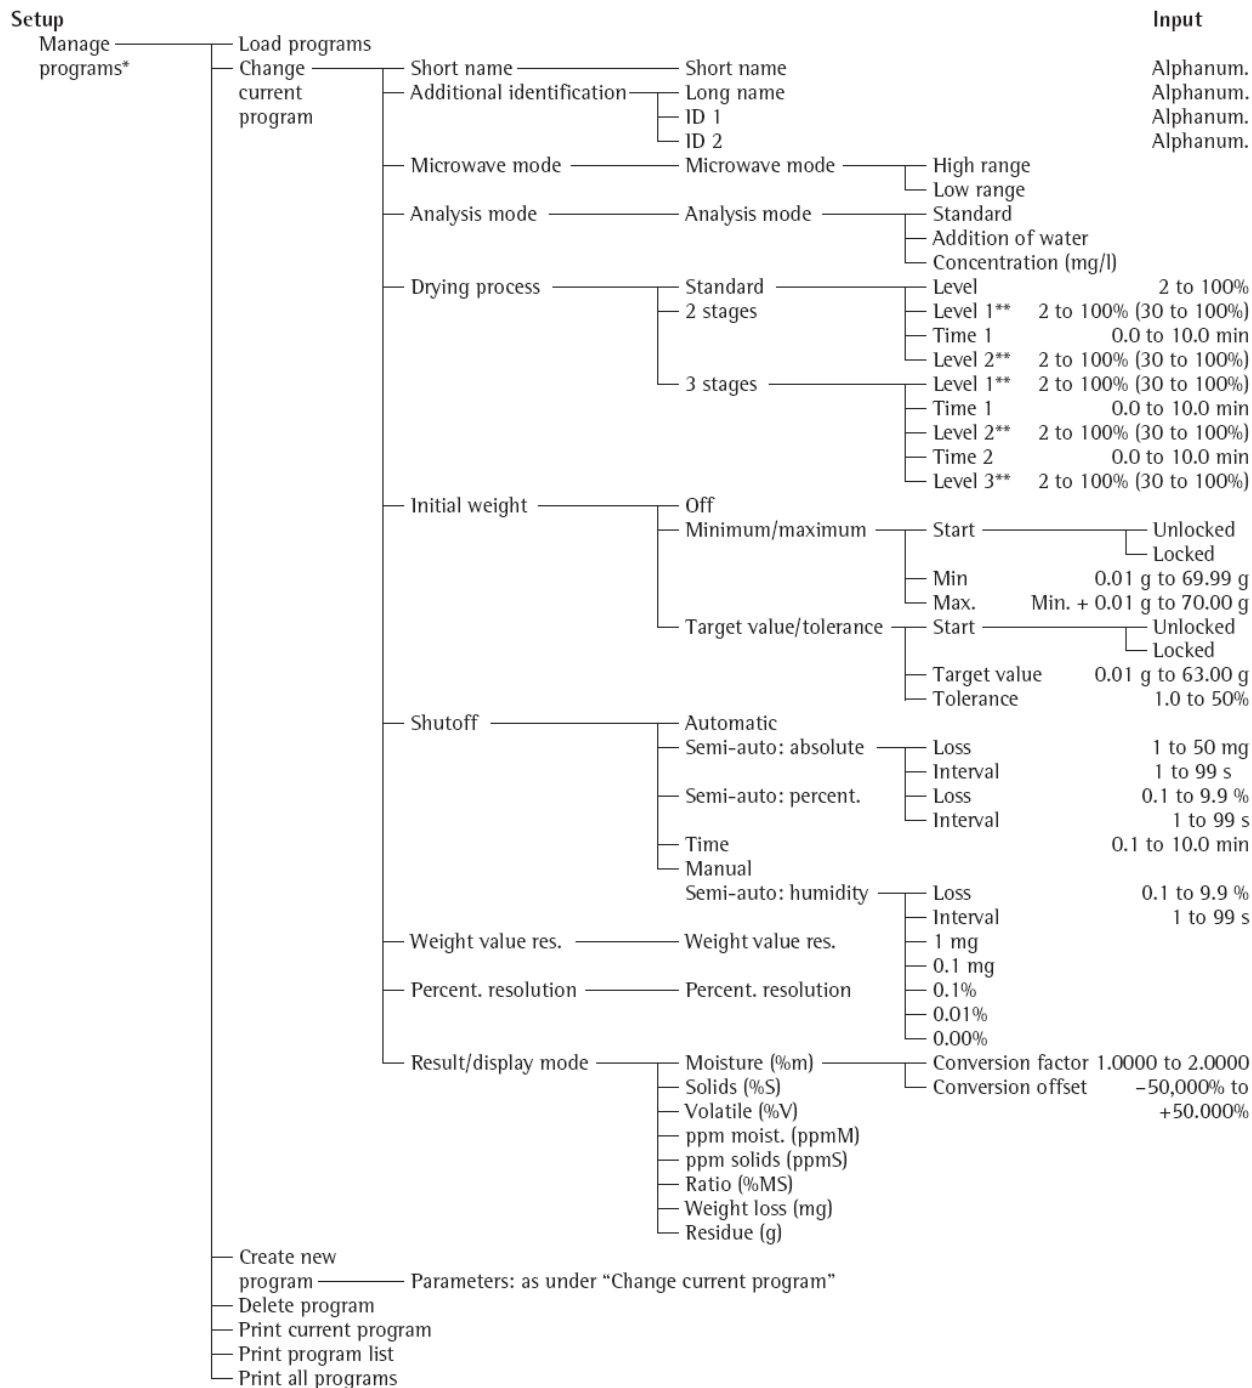 Setup Input
Manage Load programs
programs* Change Short name Short name Alphanum.
current Additional identification Long name Alphanum.
program ID 1 Alphanum.
ID 2 Alphanum.
Microwave mode Microwave mode High range
Low range
Analysis mode Analysis mode Standard
Addition of water
Concentration (mg/l)
Drying process Standard Level 2 to 100%
2 stages Level 1** 2 to 100% (30 to 100%)
Time 1 0.0 to 10.0 min
Level 2** 2 to 100% (30 to 100%)
3 stages Level 1** 2 to 100% (30 to 100%)
Time 1 0.0 to 10.0 min
Level 2** 2 to 100% (30 to 100%)
Time 2 0.0 to 10.0 min
Level 3** 2 to 100% (30 to 100%)
Initial weight Off
Minimum/maximum Start Unlocked
Locked
Min 0.01 g to 69.99 g
Max. Min. + 0.01 g to 70.00 g
Target value/tolerance Start Unlocked
Locked
Target value 0.01 g to 63.00 g
Tolerance 1.0 to 50%
Shutoff Automatic
Semi-auto: absolute Loss 1 to 50 mg
Interval 1 to 99 s
Semi-auto: percent. Loss 0.1 to 9.9 %
Interval 1 to 99 s
Time 0.1 to 10.0 min
Manual
Semi-auto: humidity Loss 0.1 to 9.9 %
Interval 1 to 99 s
Weight value res. Weight value res. 1 mg
0.1 mg
Percent. resolution Percent. resolution 0.1%
0.01%
0.00%
Result/display mode Moisture (%m) Conversion factor 1.0000 to 2.0000
Solids (%S) Conversion offset –50,000% to
Volatile (%V) +50.000%
ppm moist. (ppmM)
ppm solids (ppmS)
Ratio (%MS)
Weight loss (mg)
Residue (g)
Create new
program Parameters: as under “Change current program”
Delete program
Print current program
Print program list
Print all programs